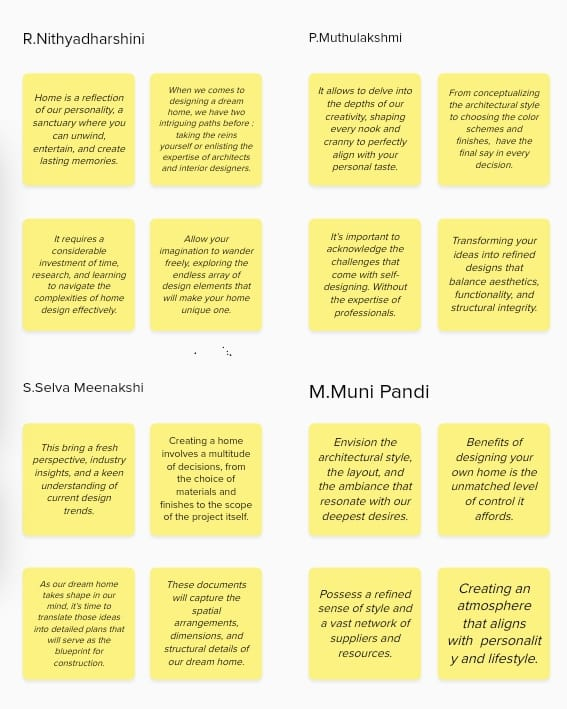 R.Nithyadharshini
Home is a reflection
of our personality, a
sanctuary where you
can unwind,
entertain, and create
lasting memories.
When we comes to
designing a dream
home, we have two
intriguing paths before :
taking the reins
yourself or enlisting the
expertise of architects
and interior designers.
It requires a
considerable
investment of time,
research, and learning
to navigate the
complexities of home
design effectively.
Allow your
imagination to wander
freely, exploring the
endless array of
design elements that
will make your home
unique one.
P.Muthulakshmi
It allows to delve into
the depths of our
creativity, shaping
every nook and
cranny to perfectly
align with your
personal taste.
From conceptualizing
the architectural style
to choosing the color
schemes and
finishes,  have the
final say in every
decision.
It's important to
acknowledge the
challenges that
come with self-
designing. Without
the expertise of
professionals.
Transforming your
ideas into refined
designs that
balance aesthetics,
functionality, and
structural integrity.
S.Selva Meenakshi
This bring a fresh
perspective, industry
insights, and a keen
understanding of
current design
trends.
Creating a home
involves a multitude
of decisions, from
the choice of
materials and
finishes to the scope
of the project itself.
As our dream home
takes shape in our
mind, it's time to
translate those ideas
into detailed plans that
will serve as the
blueprint for
construction.
These documents
will capture the
spatial
arrangements,
dimensions, and
structural details of
our dream home.
M.Muni Pandi
Envision the
architectural style,
the layout, and
the ambiance that
resonate with our
deepest desires.
Benefits of
designing your
own home is the
unmatched level
of control it
affords.
Possess a refined
sense of style and
a vast network of
suppliers and
resources.
Creating an
atmosphere
that aligns
with  personalit
y and lifestyle.